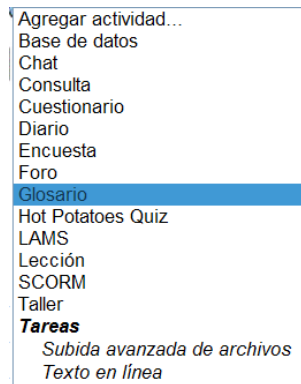 Agregar actividad...
Base de datos
Chat
Consulta
Cuestionario
Diario
Encuesta
Foro
Glosario
Hot Potatoes Quiz
LAMS
Lección
SCORM
Taller
Tareas
Subida avanzada de archivos
Texto en línea